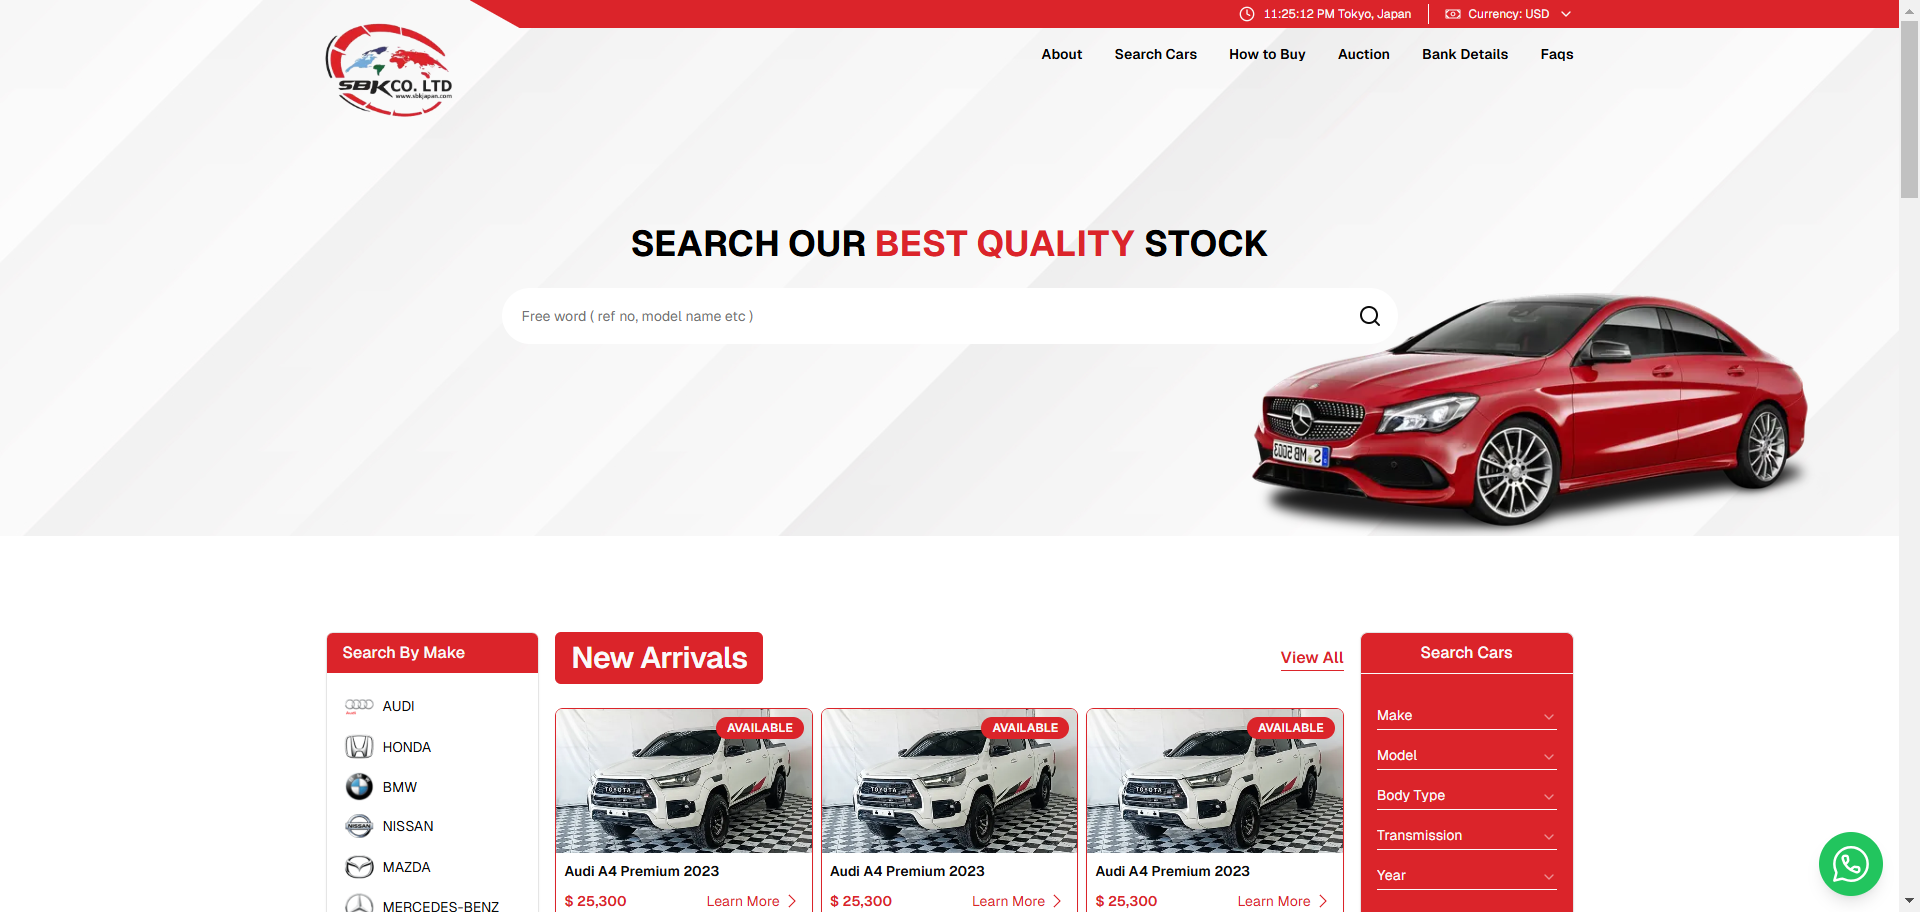 11:25:12 PM Tokyo, Japan
Currency: USD
SBK CO. LTD
www.sbkjapan.com
About
Search Cars
How to Buy
Auction
Bank Details
Faqs
SEARCH OUR BEST QUALITY STOCK
Free word ( ref no, model name etc )
Search By Make
AUDI
HONDA
BMW
NISSAN
MAZDA
MERCEDES-BENZ
New Arrivals
View All
AVAILABLE
TOYOTA
Audi A4 Premium 2023
$ 25,300
Learn More
AVAILABLE
TOYOTA
Audi A4 Premium 2023
$ 25,300
Learn More
AVAILABLE
TOYOTA
Audi A4 Premium 2023
$ 25,300
Learn More
Search Cars
Make
Model
Body Type
Transmission
Year